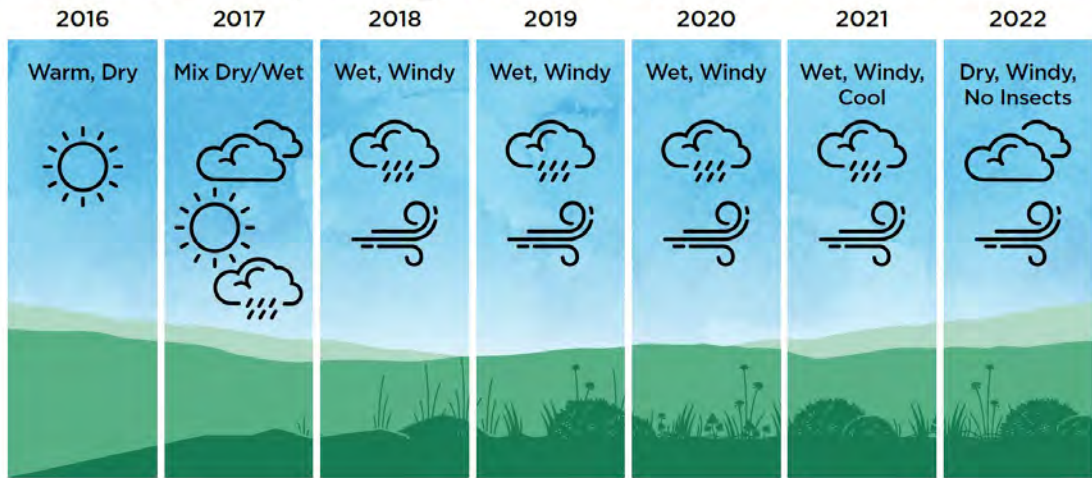 2016 2017 2018 2019 2020 2021 2022
Warm, Dry
Mix Dry/Wet
Wet, Windy
Wet, Windy
Wet, Windy
Wet, Windy,
Cool
Dry, Windy,
No Insects